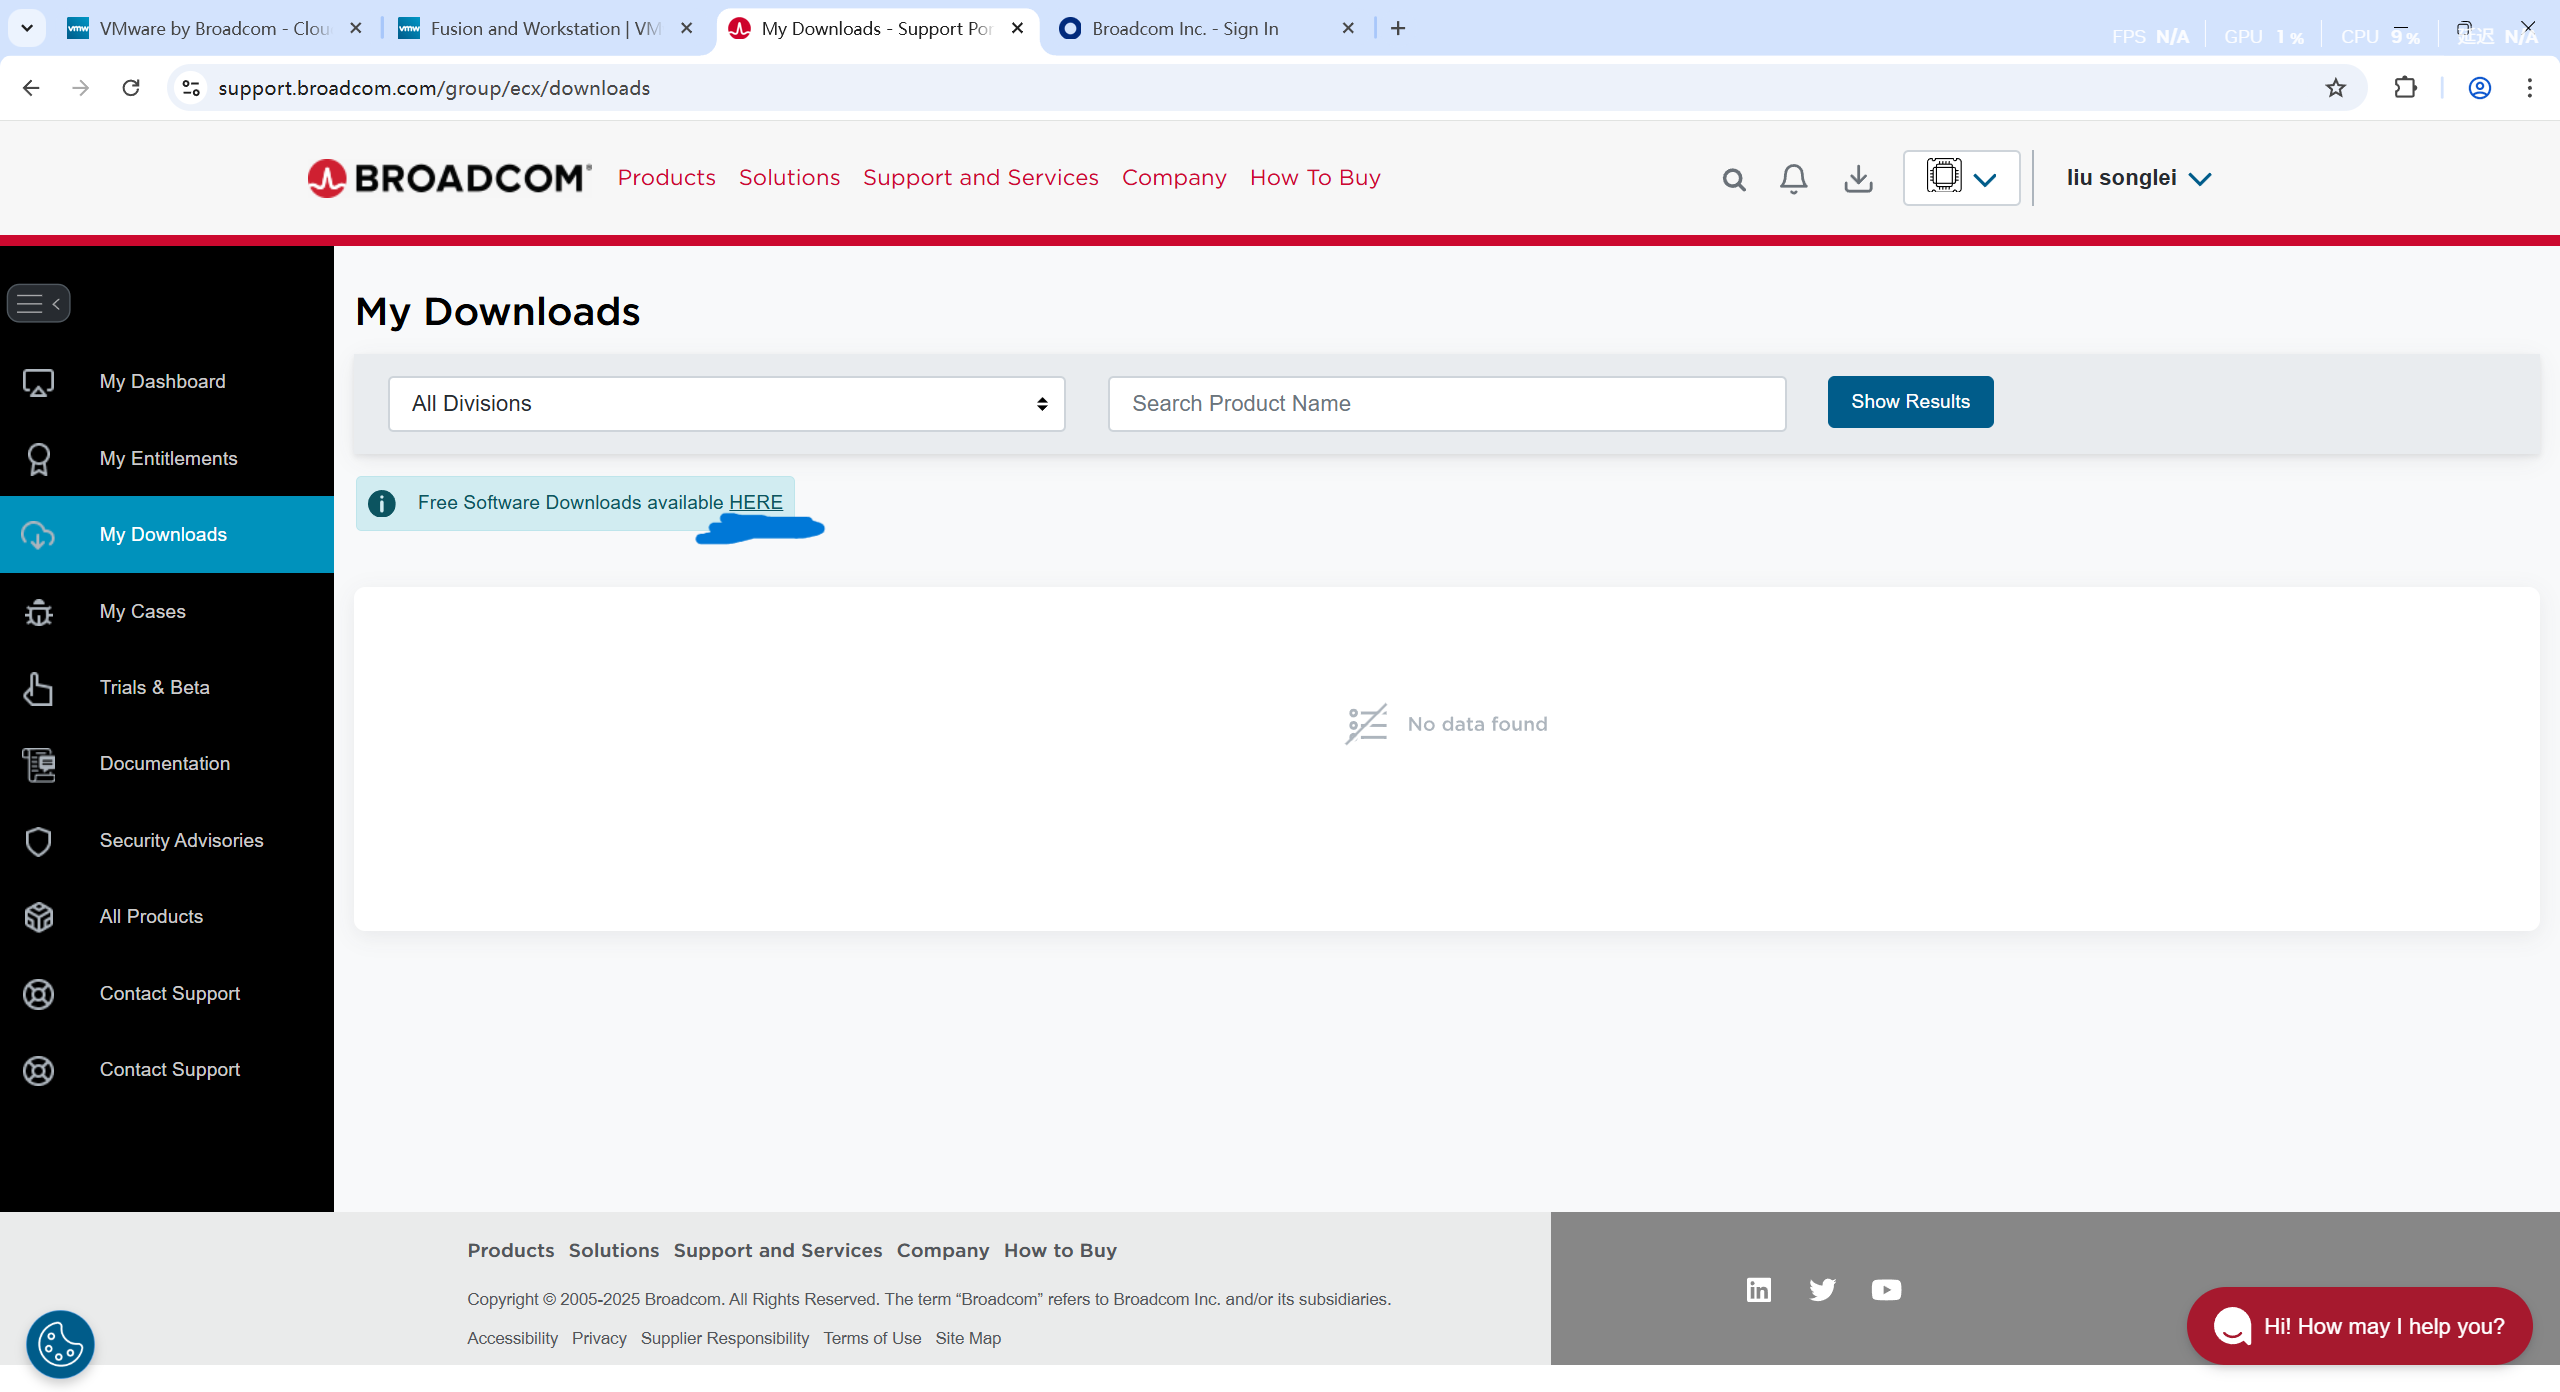 VMware by Broadcom - Clou
Fusion and Workstation | VM
My Downloads - Support Por
Broadcom Inc. - Sign In
FPS N/A GPU 1 % CPU 9 % 延迟 N/A
support.broadcom.com/group/ecx/downloads
BROADCOM
Products Solutions Support and Services Company How To Buy
liu songlei
My Dashboard
My Entitlements
My Downloads
My Cases
Trials & Beta
Documentation
Security Advisories
All Products
Contact Support
Contact Support
My Downloads
All Divisions
Search Product Name
Show Results
Free Software Downloads available HERE
No data found
Products Solutions Support and Services Company How to Buy
Copyright © 2005-2025 Broadcom. All Rights Reserved. The term “Broadcom” refers to Broadcom Inc. and/or its subsidiaries.
Accessibility Privacy Supplier Responsibility Terms of Use Site Map
Hi! How may I help you?